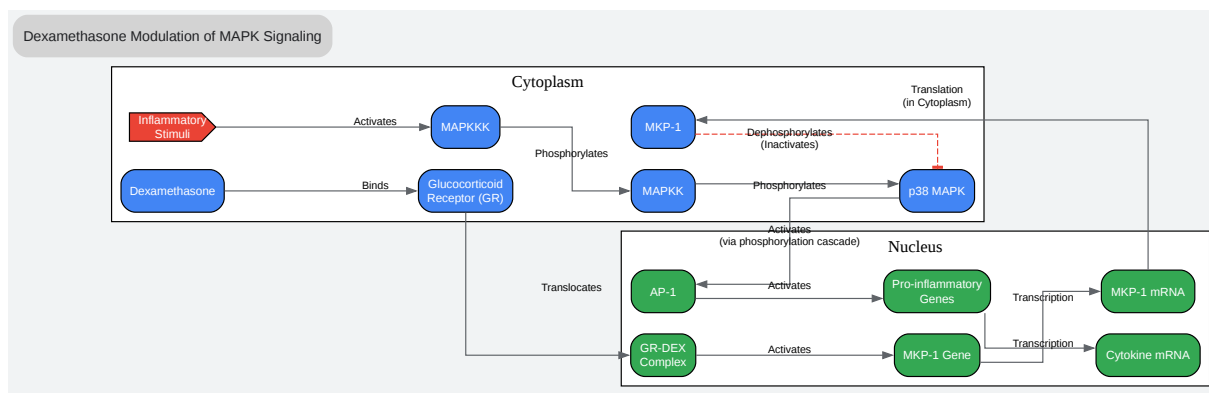 Dexamethasone Modulation of MAPK Signaling
Cytoplasm
Translation
(in Cytoplasm)
Inflammatory
Stimuli
Activates
MAPKKK
MKP-1
Dephosphorylates
(Inactivates)
Phosphorylates
Dexamethasone
Binds
Glucocorticoid
Receptor (GR)
MAPKK
Phosphorylates
p38 MAPK
Activates
(via phosphorylation cascade)
Nucleus
Translocates
AP-1
Activates
Pro-inflammatory
Genes
Transcription
MKP-1 mRNA
GR-DEX
Complex
Activates
MKP-1 Gene
Transcription
Cytokine mRNA